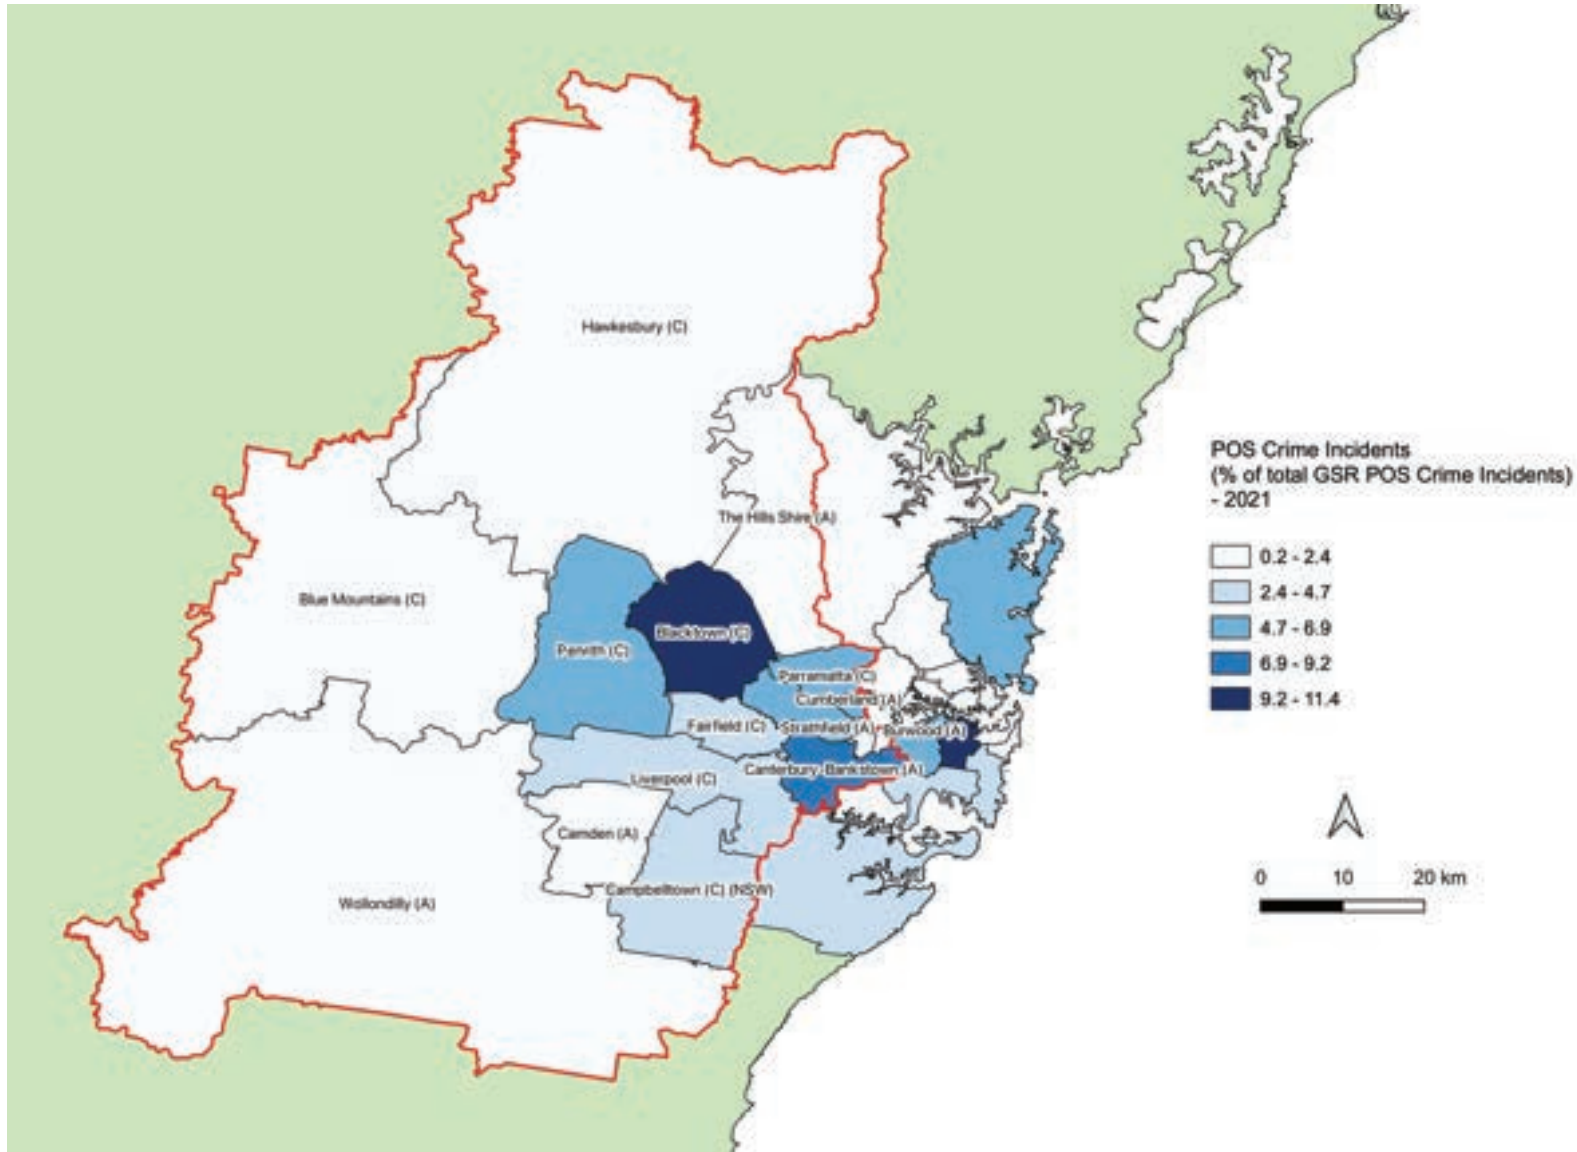 Hawkesbury (C)
POS Crime Incidents
(% of total GSR POS Crime Incidents)
- 2021
The Hills Shire (A)
0.2 - 2.4
2.4 - 4.7
4.7 - 6.9
6.9 - 9.2
9.2 - 11.4
Blue Mountains (C)
Blacktown (C)
Penrith (C)
Parramatta (C)
Cumberland (A)
Fairfield (C)
Strathfield (A)
Burwood (A)
Canterbury-Bankstown (A)
Liverpool (C)
Camden (A)
Campbelltown (C) (NSW)
Wollondilly (A)
0 10 20 km